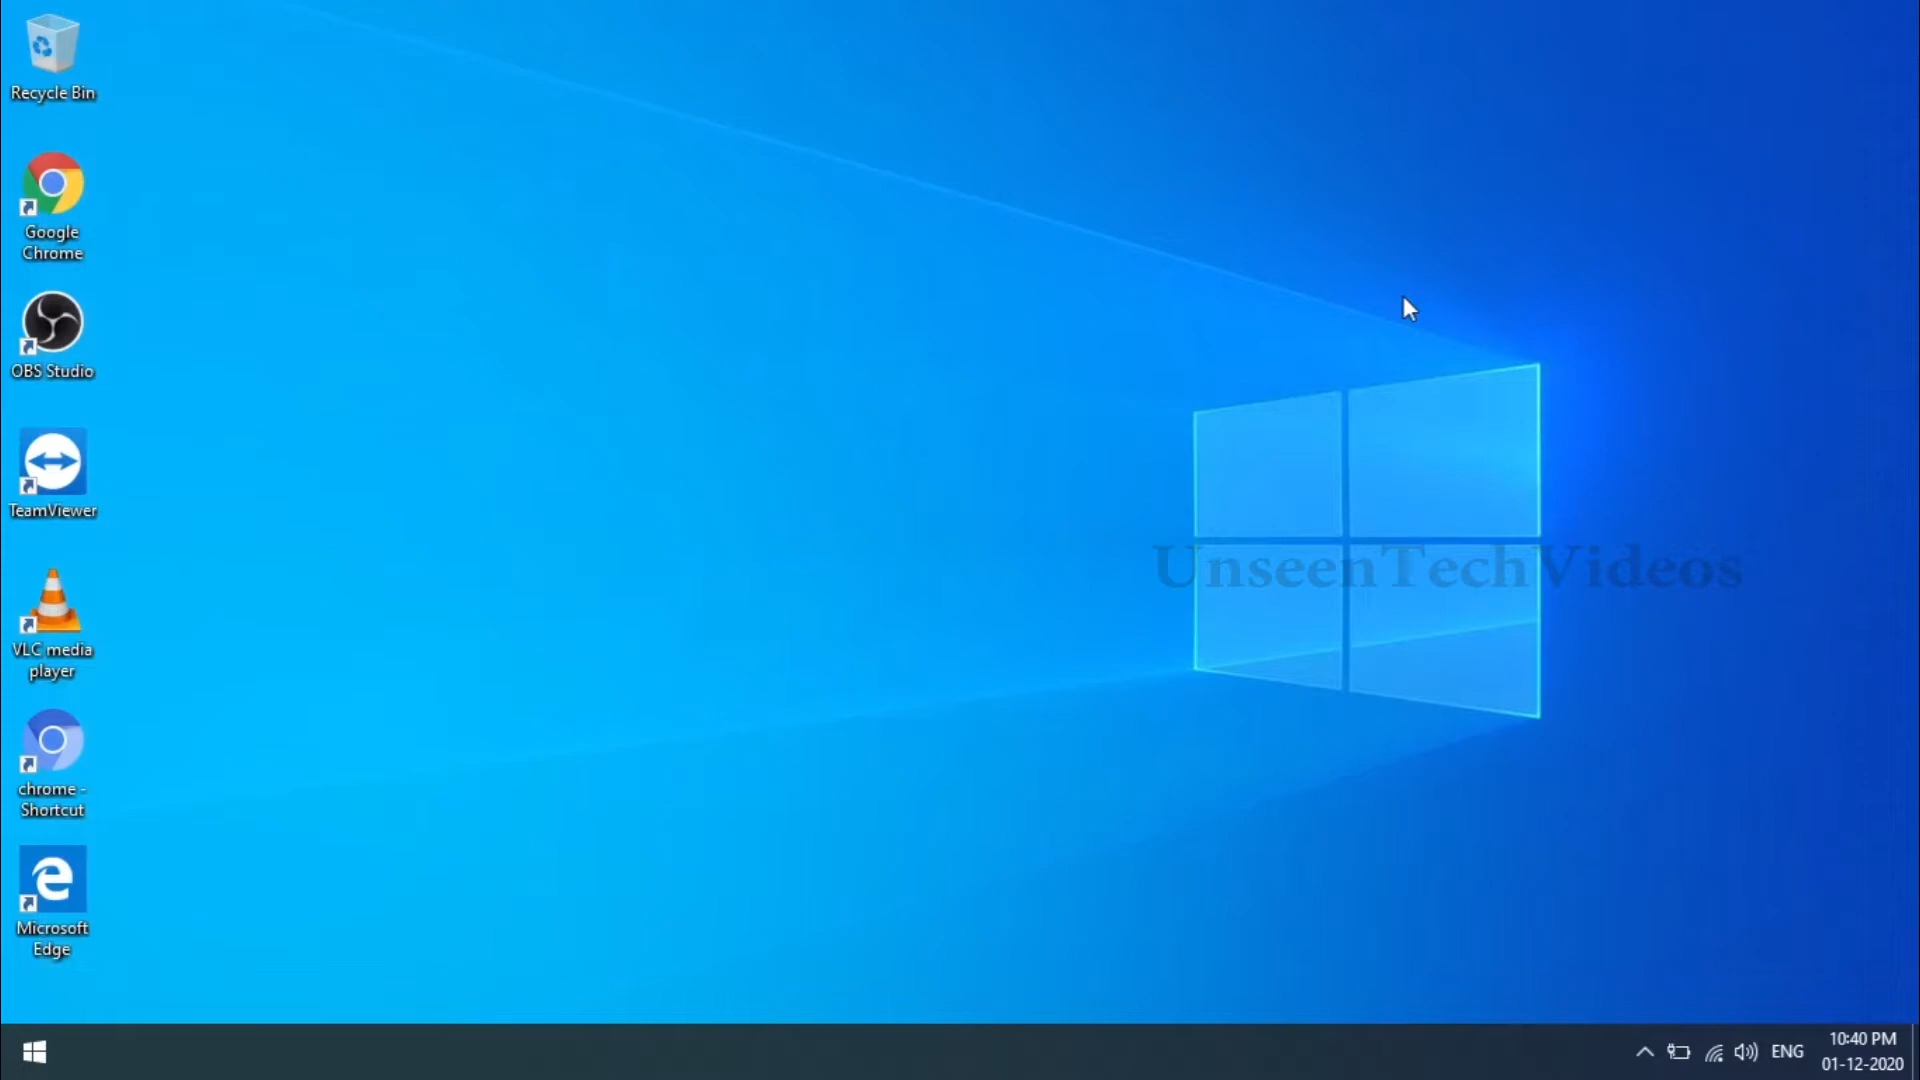 Recycle Bin
Google
Chrome
OBS Studio
TeamViewer
VLC media
player
chrome -
Shortcut
Microsoft
Edge
UnseenTechVideos
ENG
10:40 PM
01-12-2020